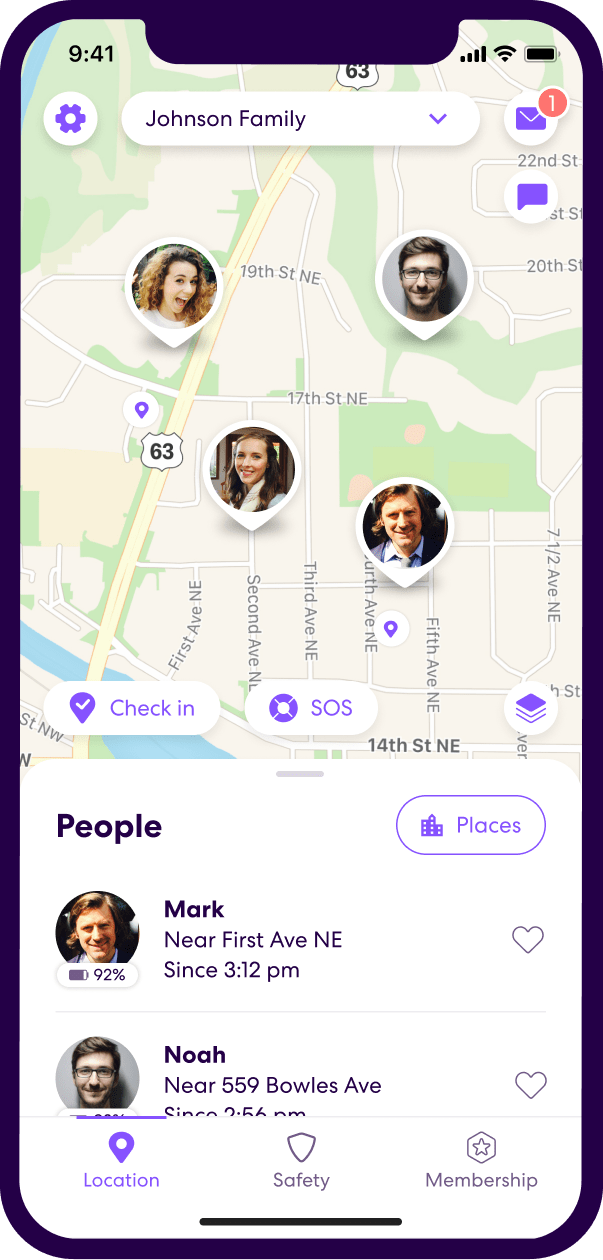 9:41
63
Johnson Family
1
22nd St
st St
19th St NE
20th St
17th St NE
63
7 1/2 Ave NE
First Ave NE
Second Ave N
Third Ave NE
urth Ave NE
Fifth Ave NE
Check in
SOS
h St
St NW
14th St NE
ver
W
People
Places
Mark
Near First Ave NE
92%
Since 3:12 pm
Noah
Near 559 Bowles Ave
Since 2:56 pm
Location
Safety
Membership